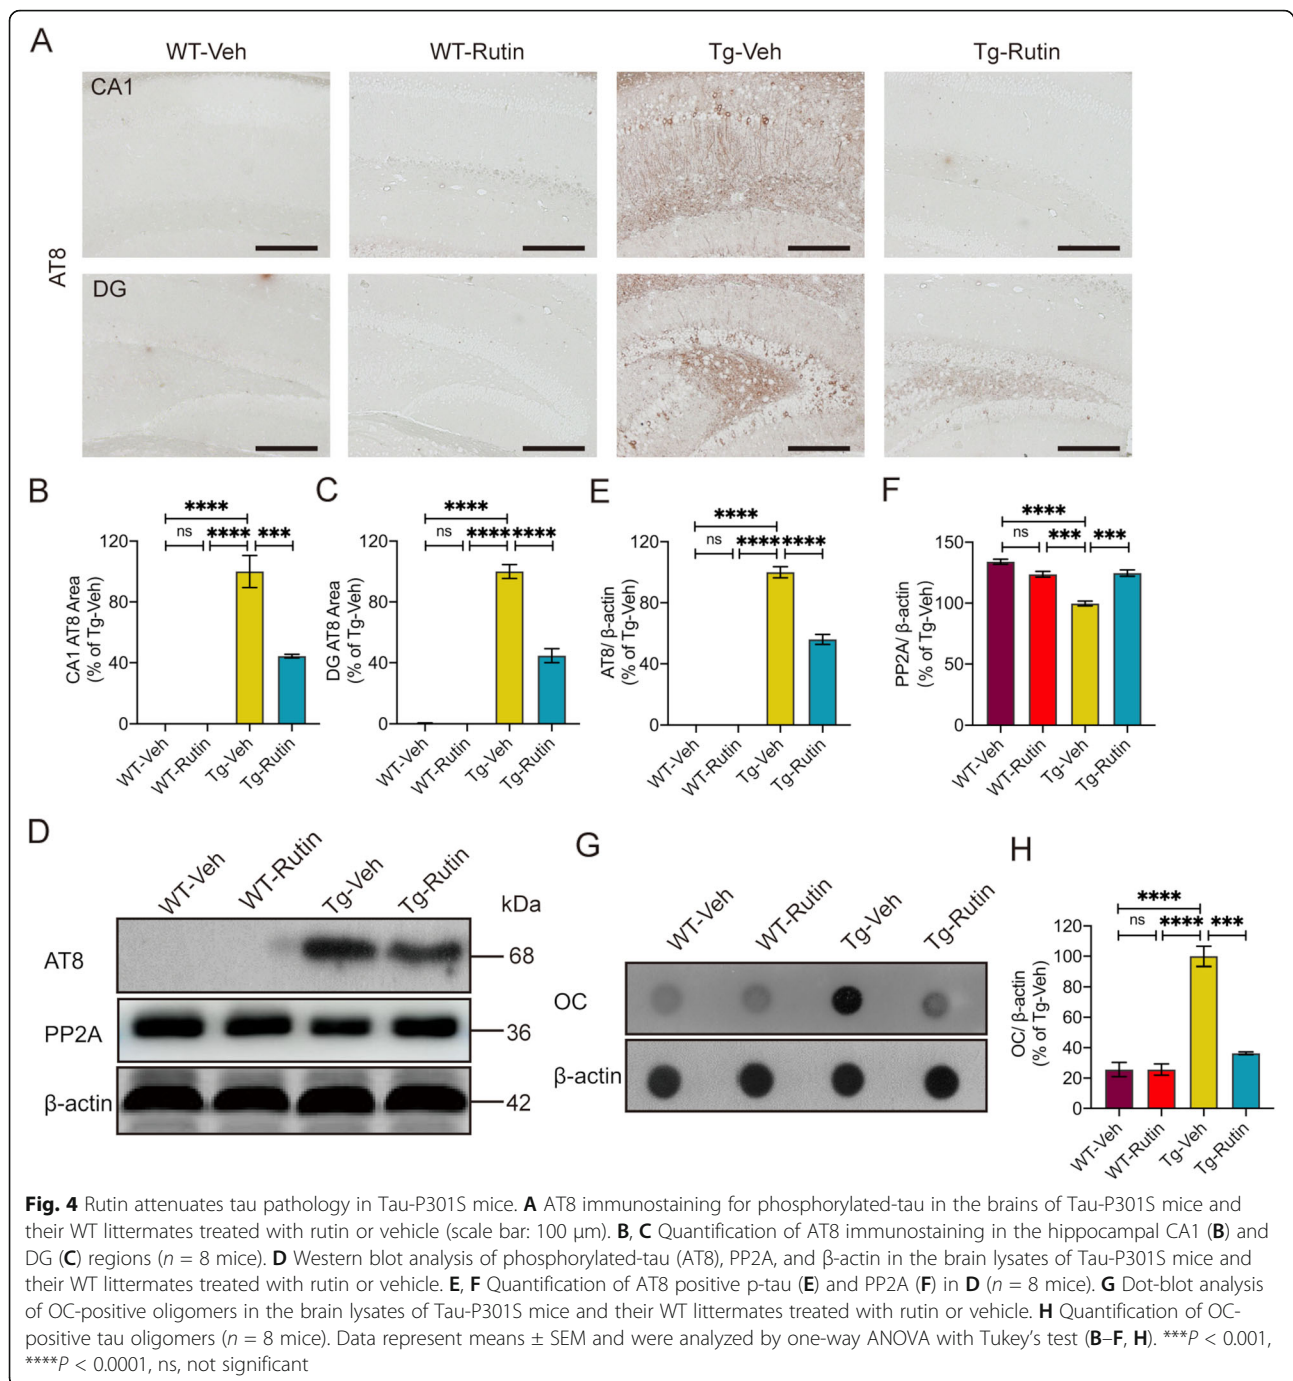 A
WT-Veh
WT-Rutin
Tg-Veh
Tg-Rutin
CA1
AT8
DG
B
CA1 AT8 Area
(% of Tg-Veh)
120
80
40
0
****
ns
****
***
WT-Veh
WT-Rutin
Tg-Veh
Tg-Rutin
C
DG AT8 Area
(% of Tg-Veh)
120
80
40
0
****
ns
****
****
WT-Veh
WT-Rutin
Tg-Veh
Tg-Rutin
E
AT8/ β-actin
(% of Tg-Veh)
120
80
40
0
****
ns
****
****
WT-Veh
WT-Rutin
Tg-Veh
Tg-Rutin
F
PP2A/ β-actin
(% of Tg-Veh)
150
100
50
0
****
ns
***
***
WT-Veh
WT-Rutin
Tg-Veh
Tg-Rutin
D
WT-Veh
WT-Rutin
Tg-Veh
Tg-Rutin
kDa
AT8
68
PP2A
36
β-actin
42
G
WT-Veh
WT-Rutin
Tg-Veh
Tg-Rutin
OC
β-actin
H
OC/ β-actin
(% of Tg-Veh)
120
100
80
60
40
20
0
****
ns
****
***
WT-Veh
WT-Rutin
Tg-Veh
Tg-Rutin
Fig. 4 Rutin attenuates tau pathology in Tau-P301S mice. A AT8 immunostaining for phosphorylated-tau in the brains of Tau-P301S mice and
their WT littermates treated with rutin or vehicle (scale bar: 100 μm). B, C Quantification of AT8 immunostaining in the hippocampal CA1 (B) and
DG (C) regions (n = 8 mice). D Western blot analysis of phosphorylated-tau (AT8), PP2A, and β-actin in the brain lysates of Tau-P301S mice and
their WT littermates treated with rutin or vehicle. E, F Quantification of AT8 positive p-tau (E) and PP2A (F) in D (n = 8 mice). G Dot-blot analysis
of OC-positive oligomers in the brain lysates of Tau-P301S mice and their WT littermates treated with rutin or vehicle. H Quantification of OC-
positive tau oligomers (n = 8 mice). Data represent means ± SEM and were analyzed by one-way ANOVA with Tukey's test (B–F, H). ***P < 0.001,
****P < 0.0001, ns, not significant